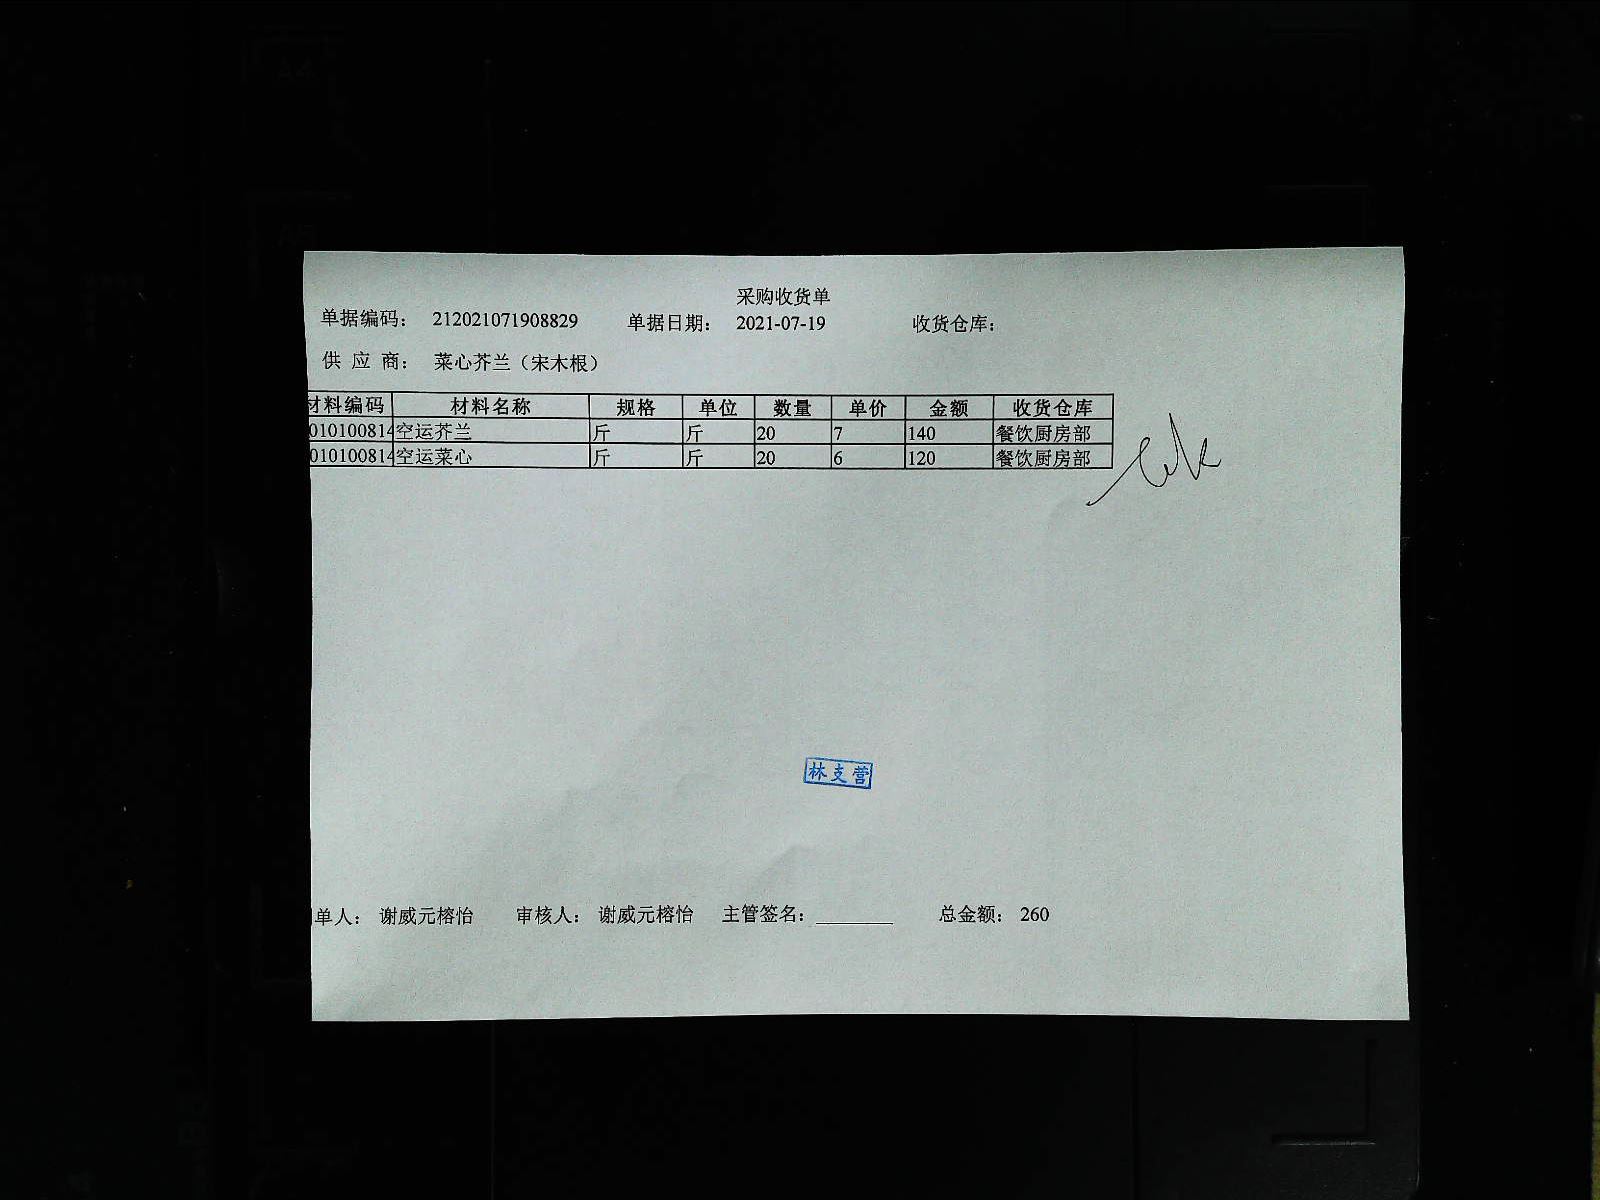 采购收货单
单据编码： 212021071908829 单据日期： 2021-07-19 收货仓库：
供 应 商： 菜心芥兰（宋木根）
材料编码 材料名称 规格 单位 数量 单价 金额 收货仓库
010100814 空运芥兰 斤 斤 20 7 140 餐饮厨房部
010100814 空运菜心 斤 斤 20 6 120 餐饮厨房部
林支营
单人： 谢威元榕怡 审核人： 谢威元榕怡 主管签名： 总金额： 260